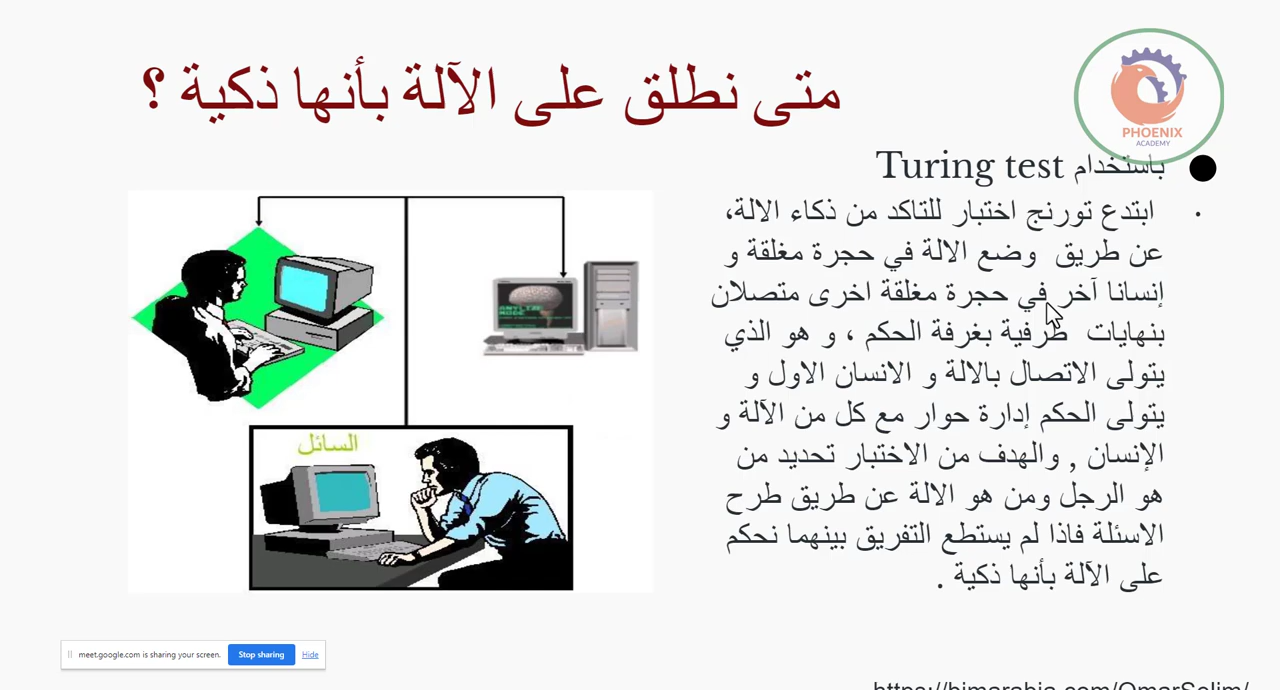 متى نطلق على الآلة بأنها ذكية ؟
PHOENIX
ACADEMY
باستخدام Turing test
ابتدع تورنج اختبار للتاكد من ذكاء الالة،
عن طريق وضع الالة في حجرة مغلقة و
إنسانا آخر في حجرة مغلقة اخرى متصلان
بنهايات طرفية بغرفة الحكم ، و هو الذي
يتولى الاتصال بالالة و الانسان الاول و
يتولى الحكم إدارة حوار مع كل من الآلة و
الإنسان , والهدف من الاختبار تحديد من
هو الرجل ومن هو الالة عن طريق طرح
الاسئلة فاذا لم يستطع التفريق بينهما نحكم
على الآلة بأنها ذكية .
السائل
meet.google.com is sharing your screen.
Stop sharing
Hide
https://bimarabia.com/OmarSelim/